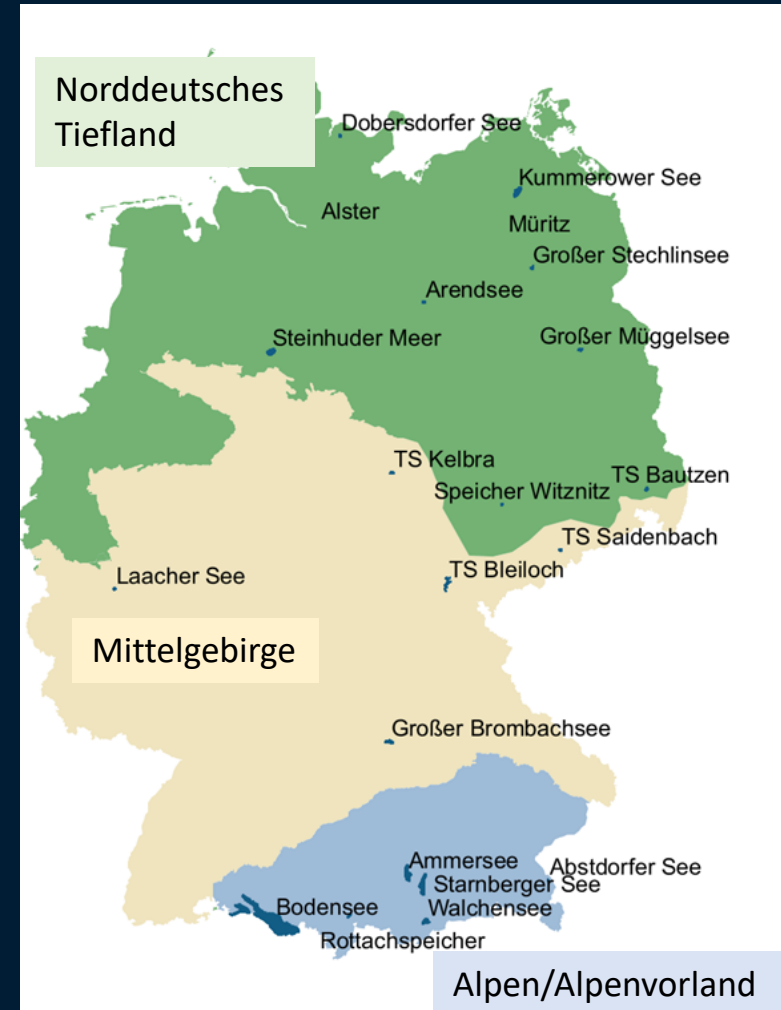 Norddeutsches
Tiefland
Dobersdorfer See
Kummerower See
Alster
Müritz
Großer Stechlinsee
Arendsee
Steinhuder Meer
Großer Müggelsee
TS Kelbra
TS Bautzen
Speicher Witznitz
TS Saidenbach
TS Bleiloch
Laacher See
Mittelgebirge
Großer Brombachsee
Ammersee
Abstdorfer See
Starnberger See
Bodensee
Walchensee
Rottachspeicher
Alpen/Alpenvorland